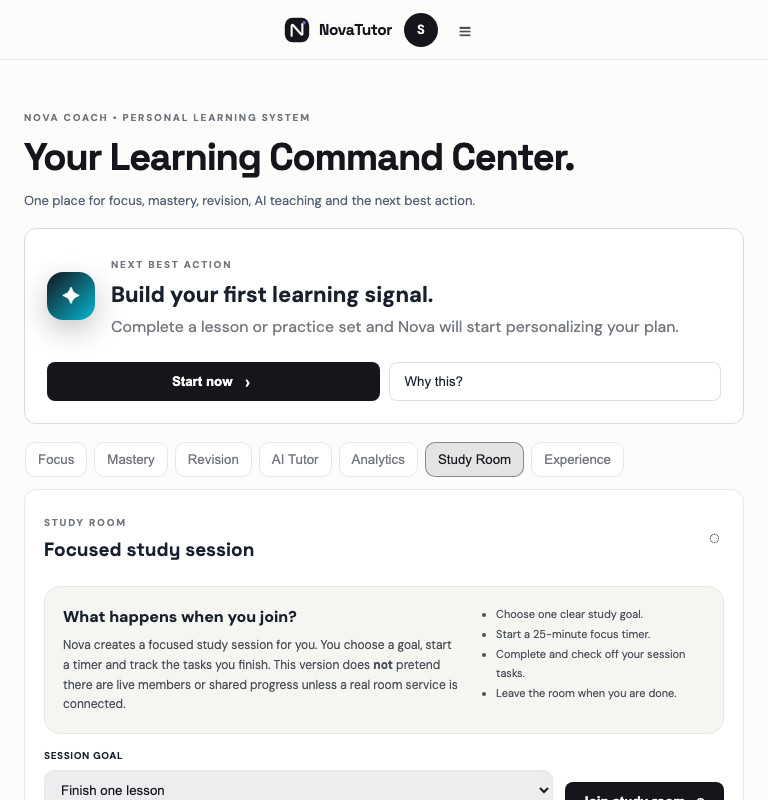 N NovaTutor S ≡
NOVA COACH • PERSONAL LEARNING SYSTEM
Your Learning Command Center.
One place for focus, mastery, revision, AI teaching and the next best action.
NEXT BEST ACTION
Build your first learning signal.
Complete a lesson or practice set and Nova will start personalizing your plan.
Start now ›
Why this?
Focus Mastery Revision AI Tutor Analytics Study Room Experience
STUDY ROOM
Focused study session
What happens when you join?
Nova creates a focused study session for you. You choose a goal, start
a timer and track the tasks you finish. This version does not pretend
there are live members or shared progress unless a real room service is
connected.
• Choose one clear study goal.
• Start a 25-minute focus timer.
• Complete and check off your session
tasks.
• Leave the room when you are done.
SESSION GOAL
Finish one lesson
Join study room